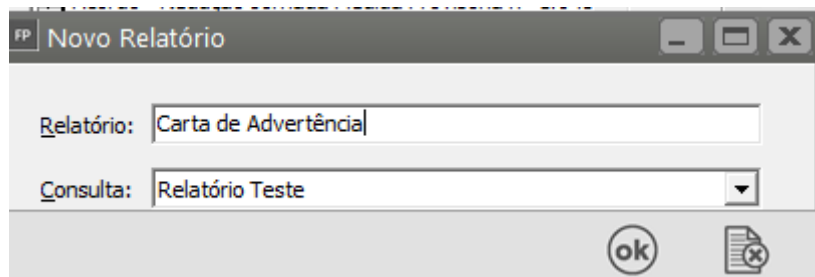 FP Novo Relatório
Relatório: Carta de Advertência
Consulta: Relatório Teste
ok